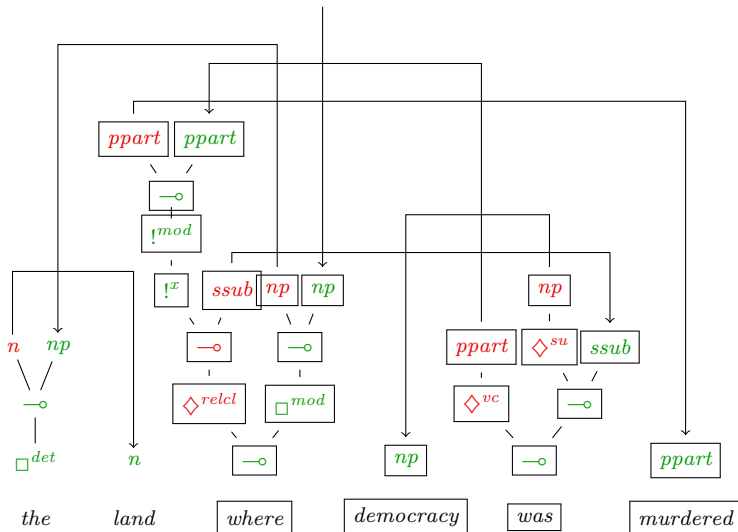 ppart ppart
⊸
!^mod
!^x ssub np np np
n np ⊸ ⊸ ppart ◇^su ssub
⊸ ◇^relcl □^mod ◇^vc ⊸
□^det n ⊸ np ⊸ ppart
the land where democracy was murdered